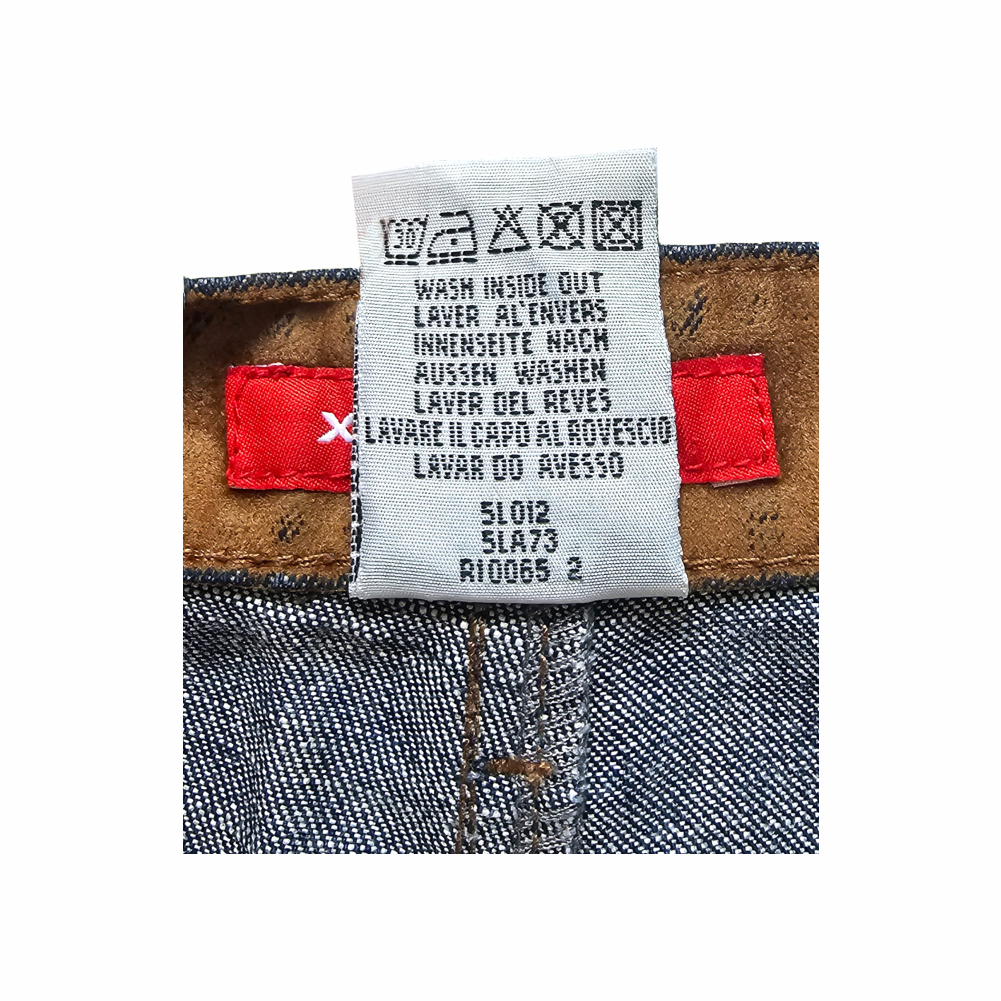 30
WASH INSIDE OUT
LAVER AL'ENVERS
INNENSEITE NACH
AUSSEN WASHEN
LAVER DEL REVES
X LAVARE IL CAPO AL ROVESCIO
LAVAR DO AVESSO
5L012
5LA73
RI0065 2